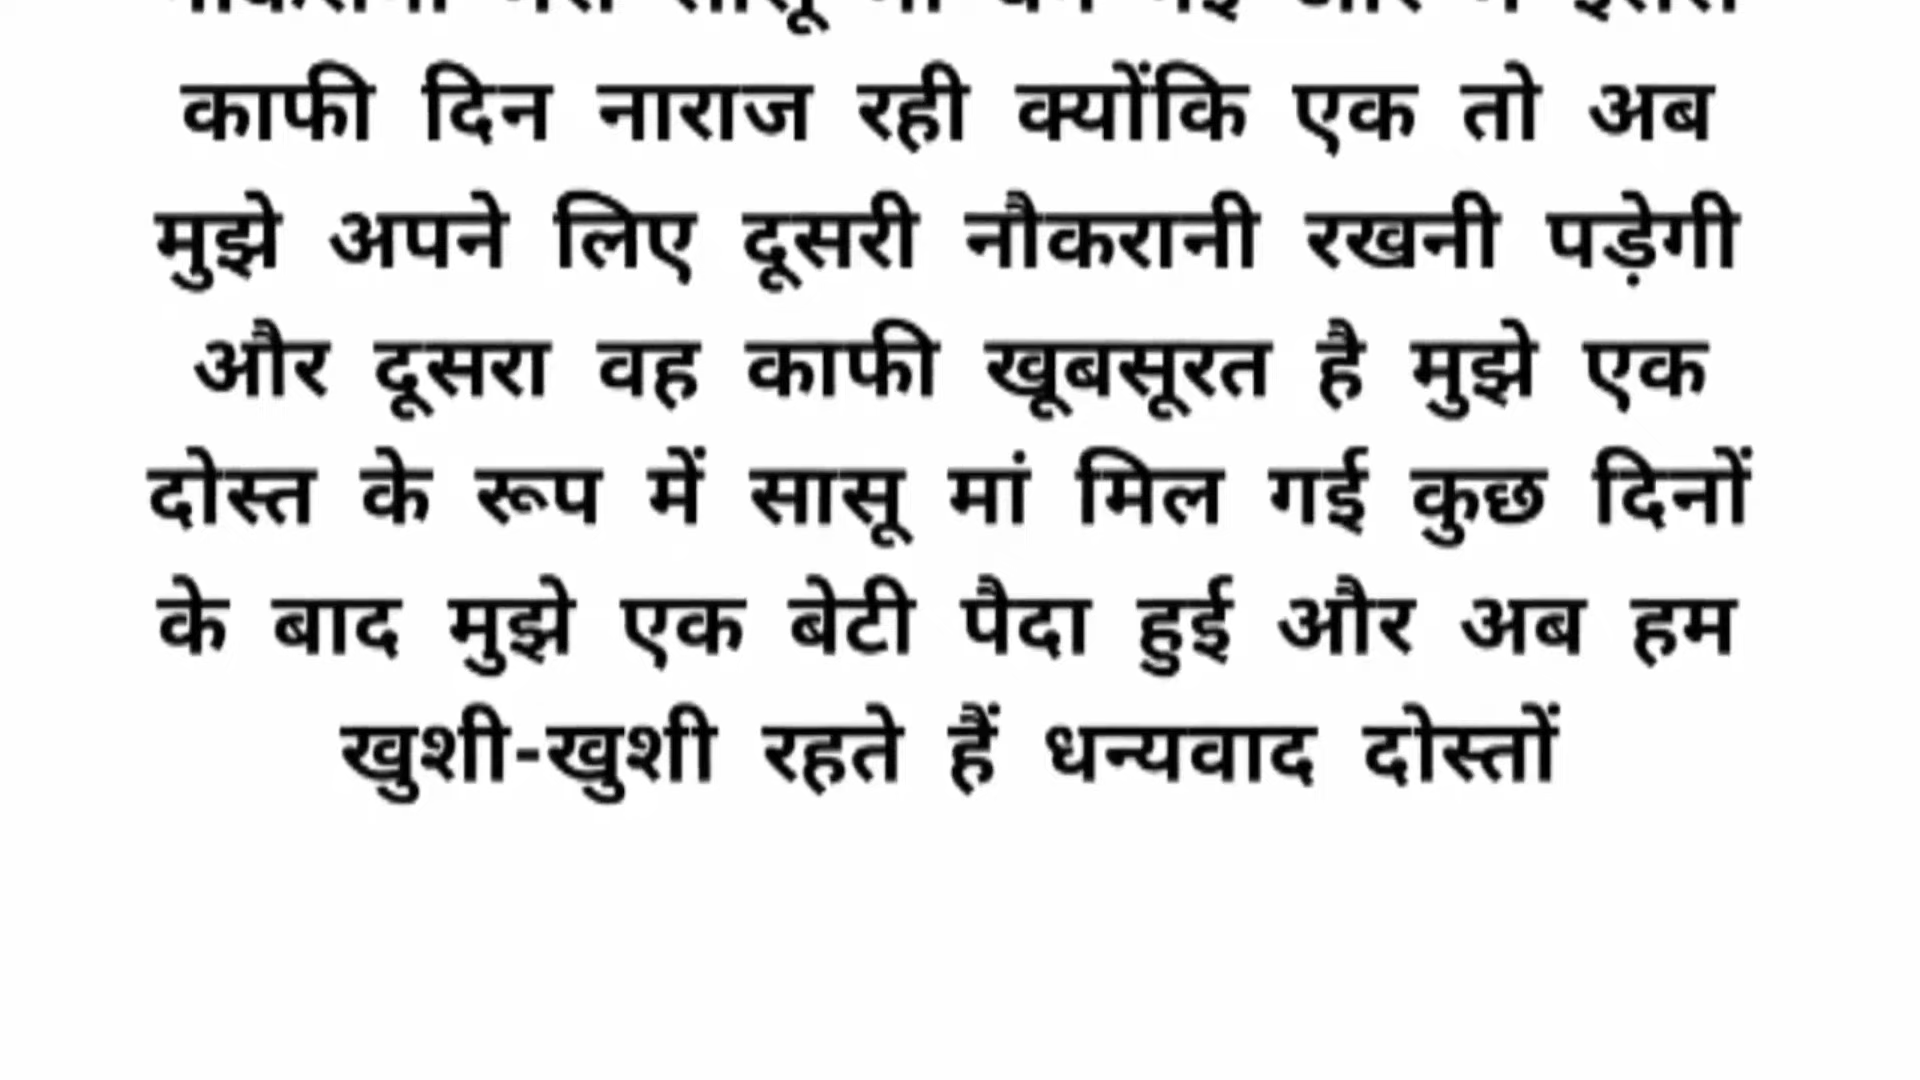 काफी दिन नाराज रही क्योंकि एक तो अब
मुझे अपने लिए दूसरी नौकरानी रखनी पड़ेगी
और दूसरा वह काफी खूबसूरत है मुझे एक
दोस्त के रूप में सासू मां मिल गई कुछ दिनों
के बाद मुझे एक बेटी पैदा हुई और अब हम
खुशी-खुशी रहते हैं धन्यवाद दोस्तों